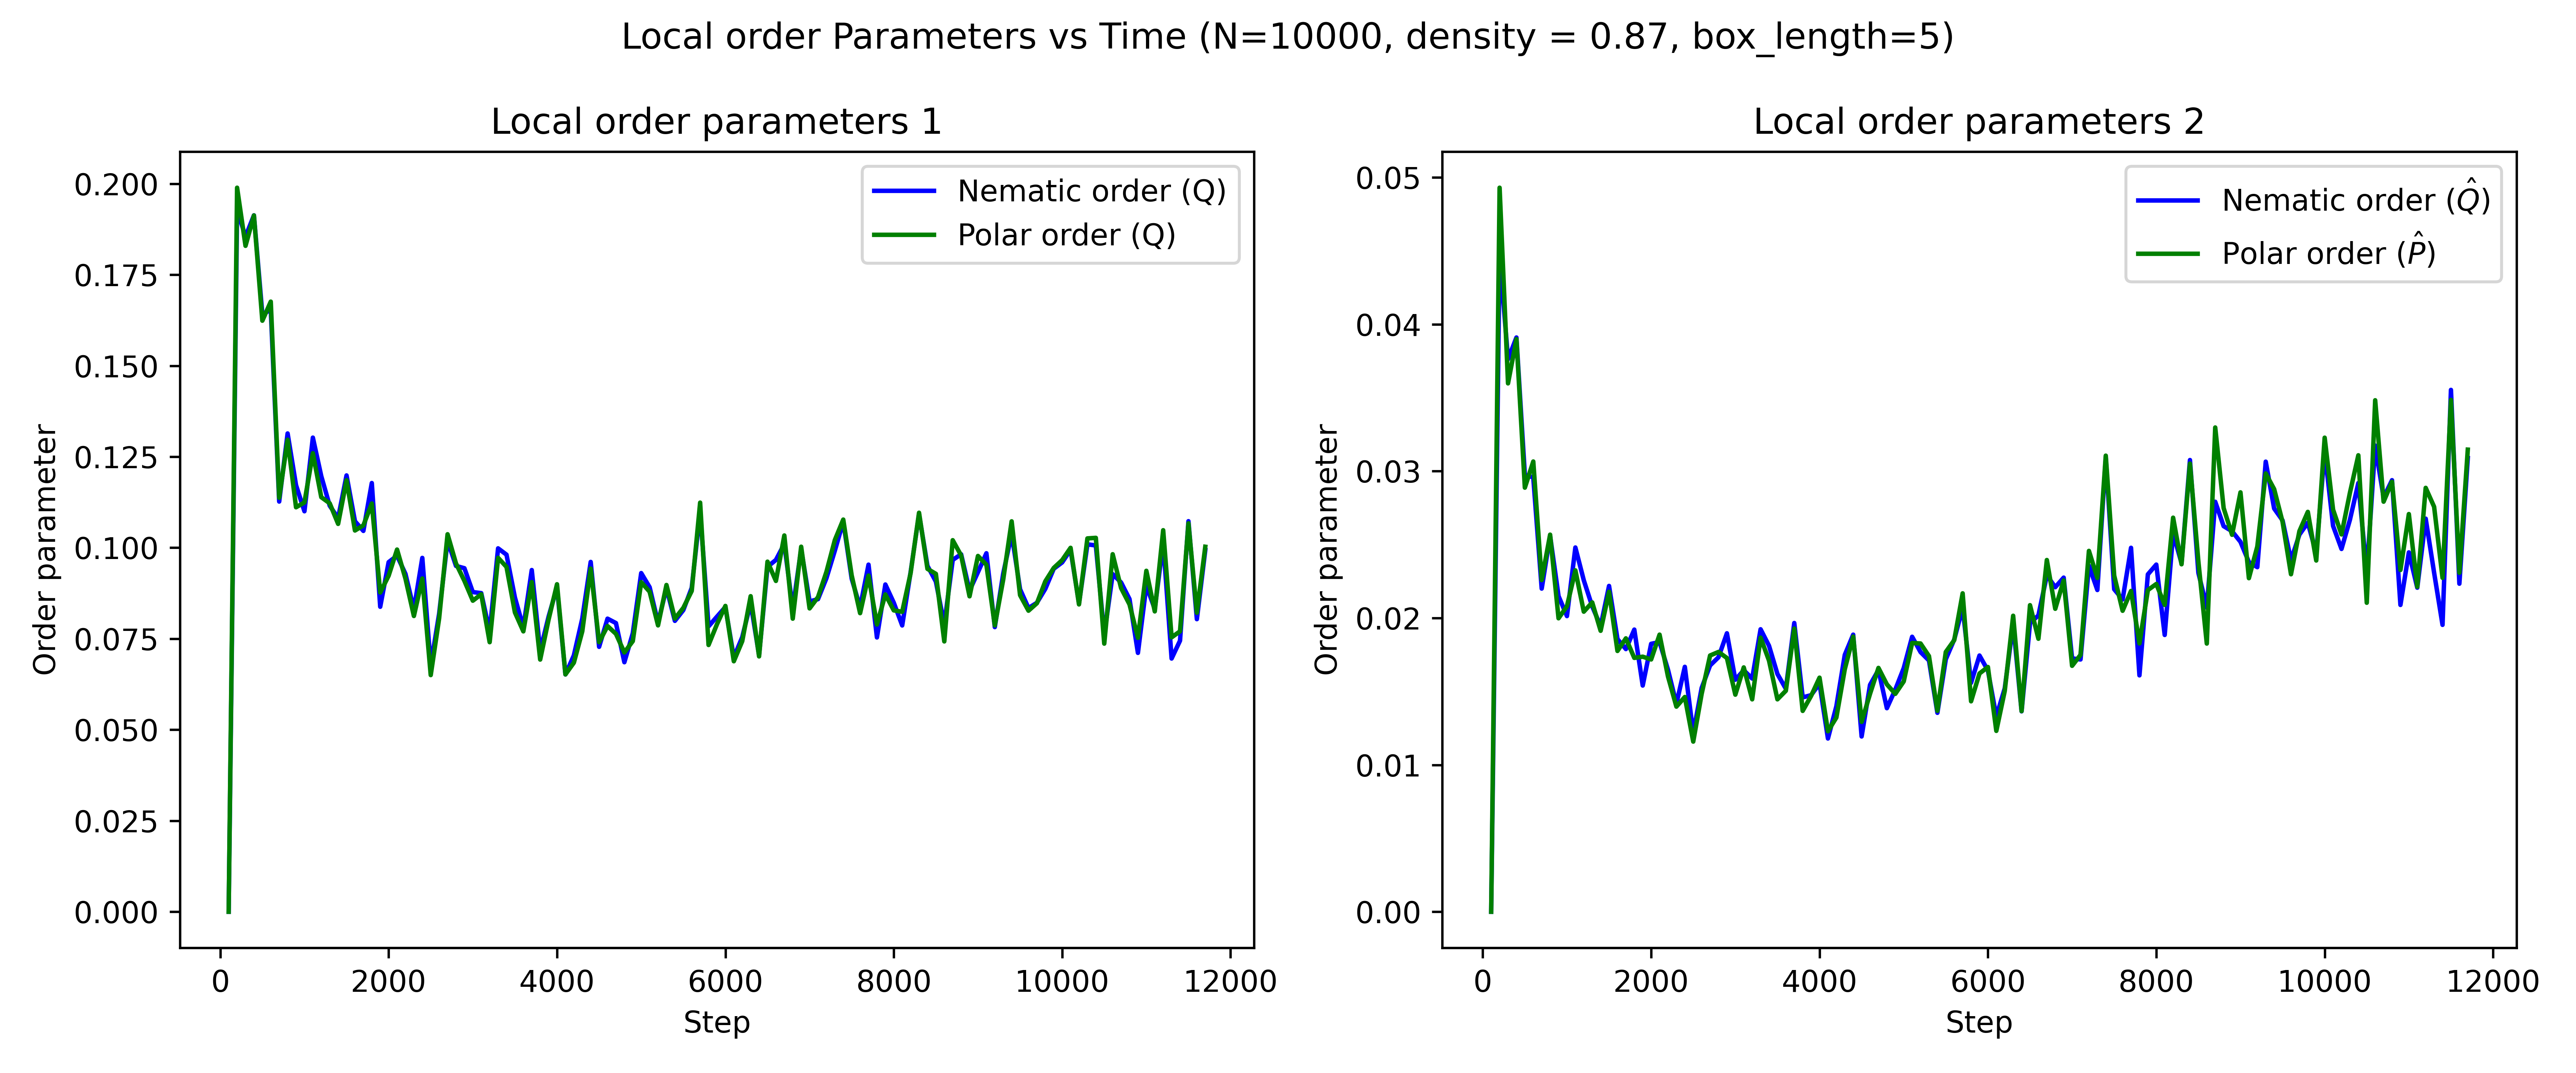 Local order Parameters vs Time (N=10000, density = 0.87, box_length=5)
Local order parameters 1
Nematic order (Q)
Polar order (Q)
0.200
0.175
0.150
0.125
0.100
0.075
0.050
0.025
0.000
Order parameter
0 2000 4000 6000 8000 10000 12000
Step
Local order parameters 2
Nematic order (Q̂)
Polar order (P̂)
0.05
0.04
0.03
0.02
0.01
0.00
Order parameter
0 2000 4000 6000 8000 10000 12000
Step